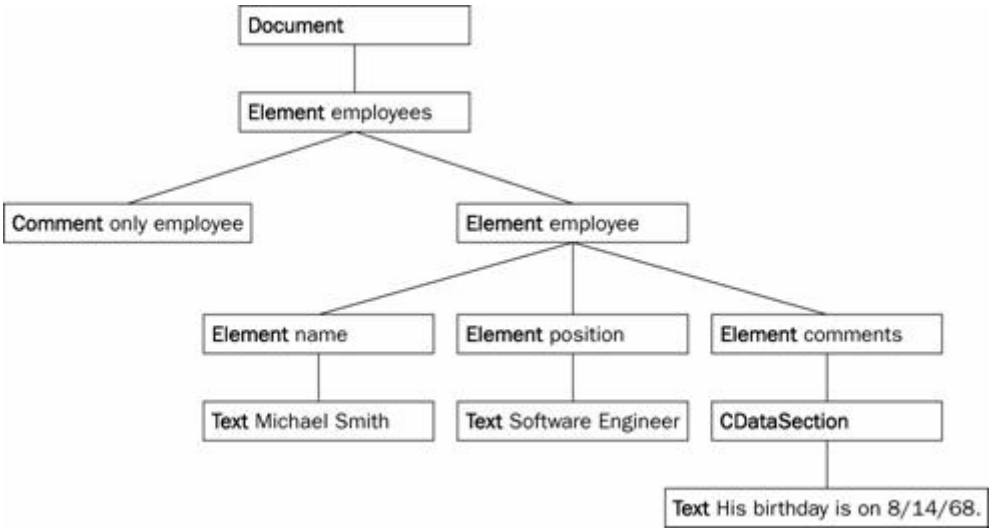 Document
Element employees
Comment only employee
Element employee
Element name
Element position
Element comments
Text Michael Smith
Text Software Engineer
CDataSection
Text His birthday is on 8/14/68.